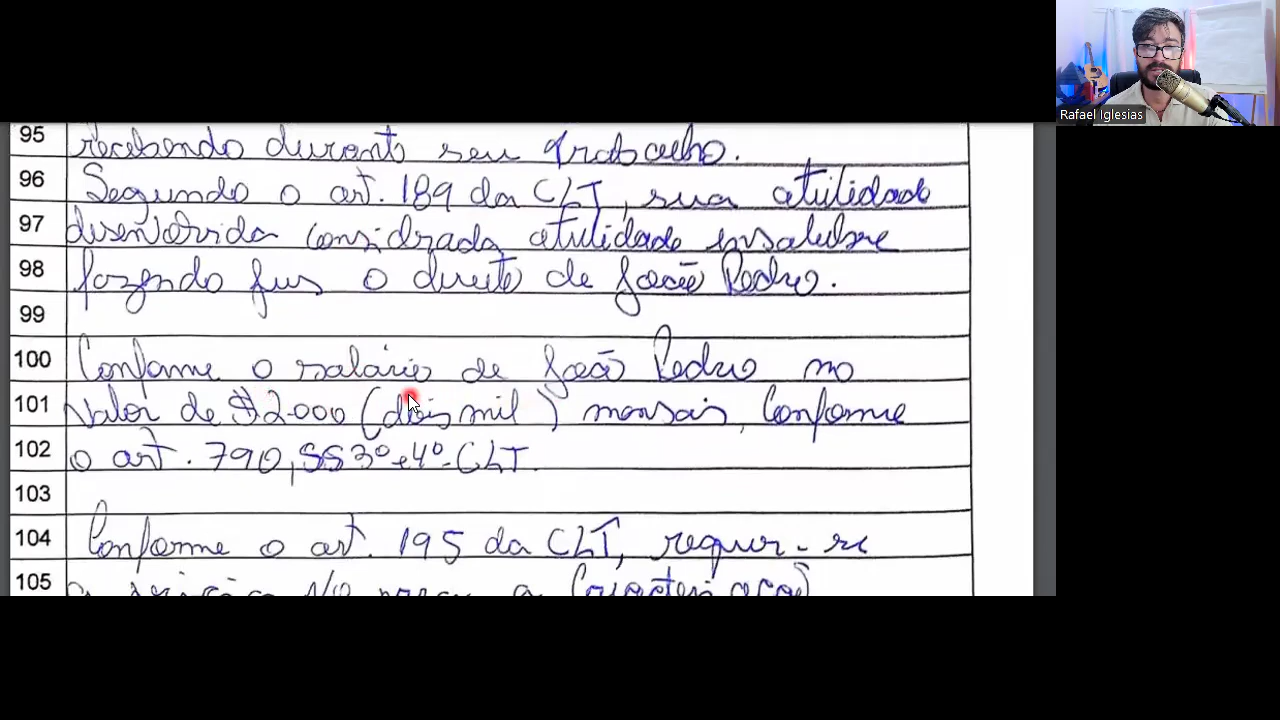 Rafael Iglesias
95 recebendo durante seu trabalho.
96 Segundo o art. 189 da CLT, sua atulidade
97 desenvolvida considrada atulidade insalubre
98 fazendo jus o direito de João Pedro.
99
100 Conforme o salário de João Pedro no
101 valor de $2.000 (dois mil) mensais, Conforme
102 o art. 790, §§3º e 4º- CLT.
103
104 Conforme o art. 195 da CLT, requer-se
105 a